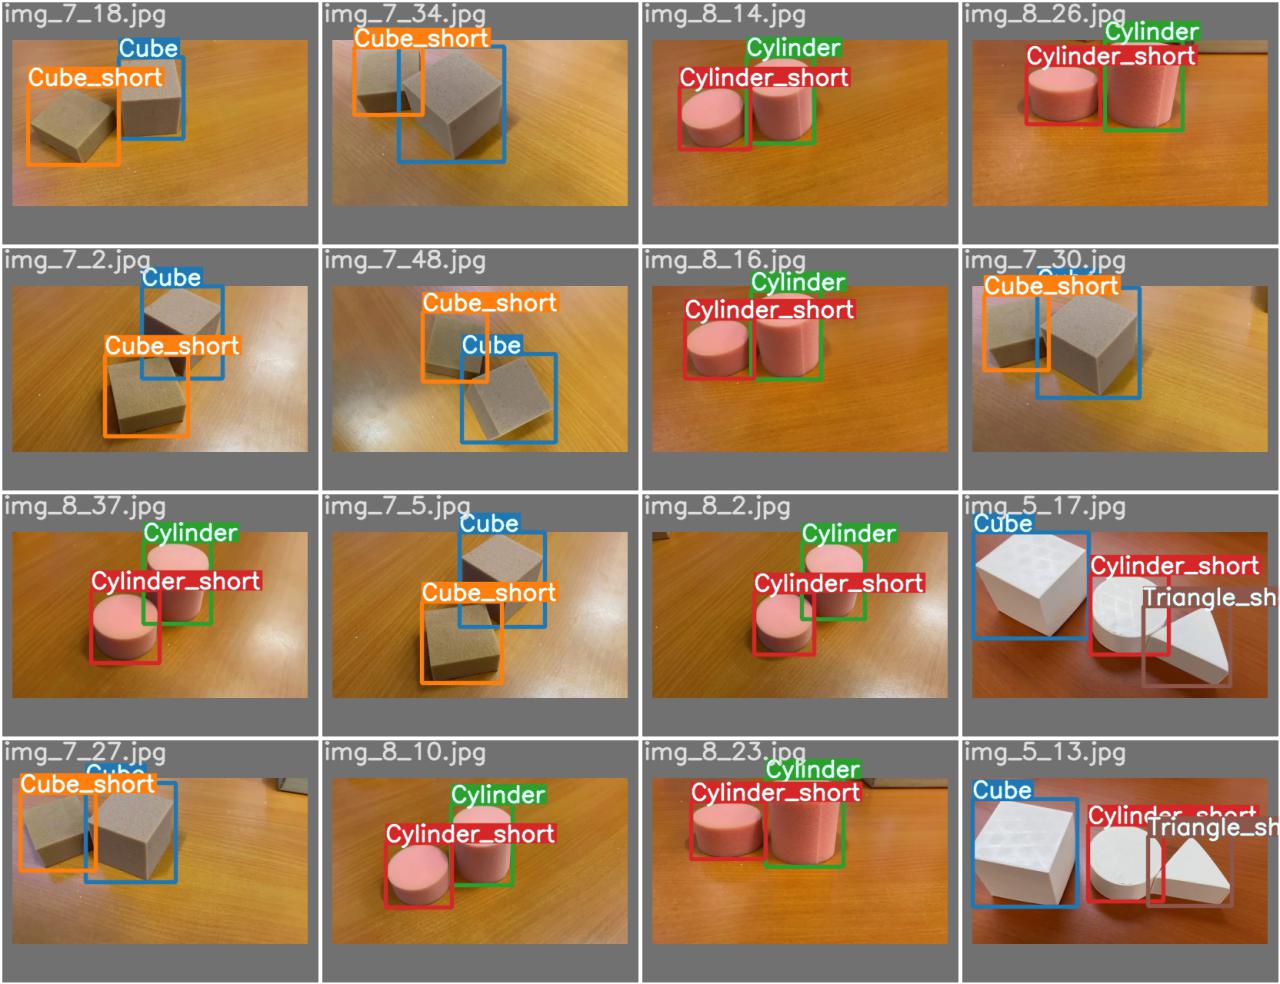 img_7_18.jpg
Cube
Cube_short
img_7_34.jpg
Cube_short
img_8_14.jpg
Cylinder
Cylinder_short
img_8_26.jpg
Cylinder
Cylinder_short
img_7_2.jpg
Cube
Cube_short
img_7_48.jpg
Cube_short
Cube
img_8_16.jpg
Cylinder
Cylinder_short
img_7_30.jpg
Cube_short
img_8_37.jpg
Cylinder
Cylinder_short
img_7_5.jpg
Cube
Cube_short
img_8_2.jpg
Cylinder
Cylinder_short
img_5_17.jpg
Cube
Cylinder_short
Triangle_sh
img_7_27.jpg
Cube
Cube_short
img_8_10.jpg
Cylinder
Cylinder_short
img_8_23.jpg
Cylinder
Cylinder_short
img_5_13.jpg
Cube
Cylinder_short
Triangle_sh